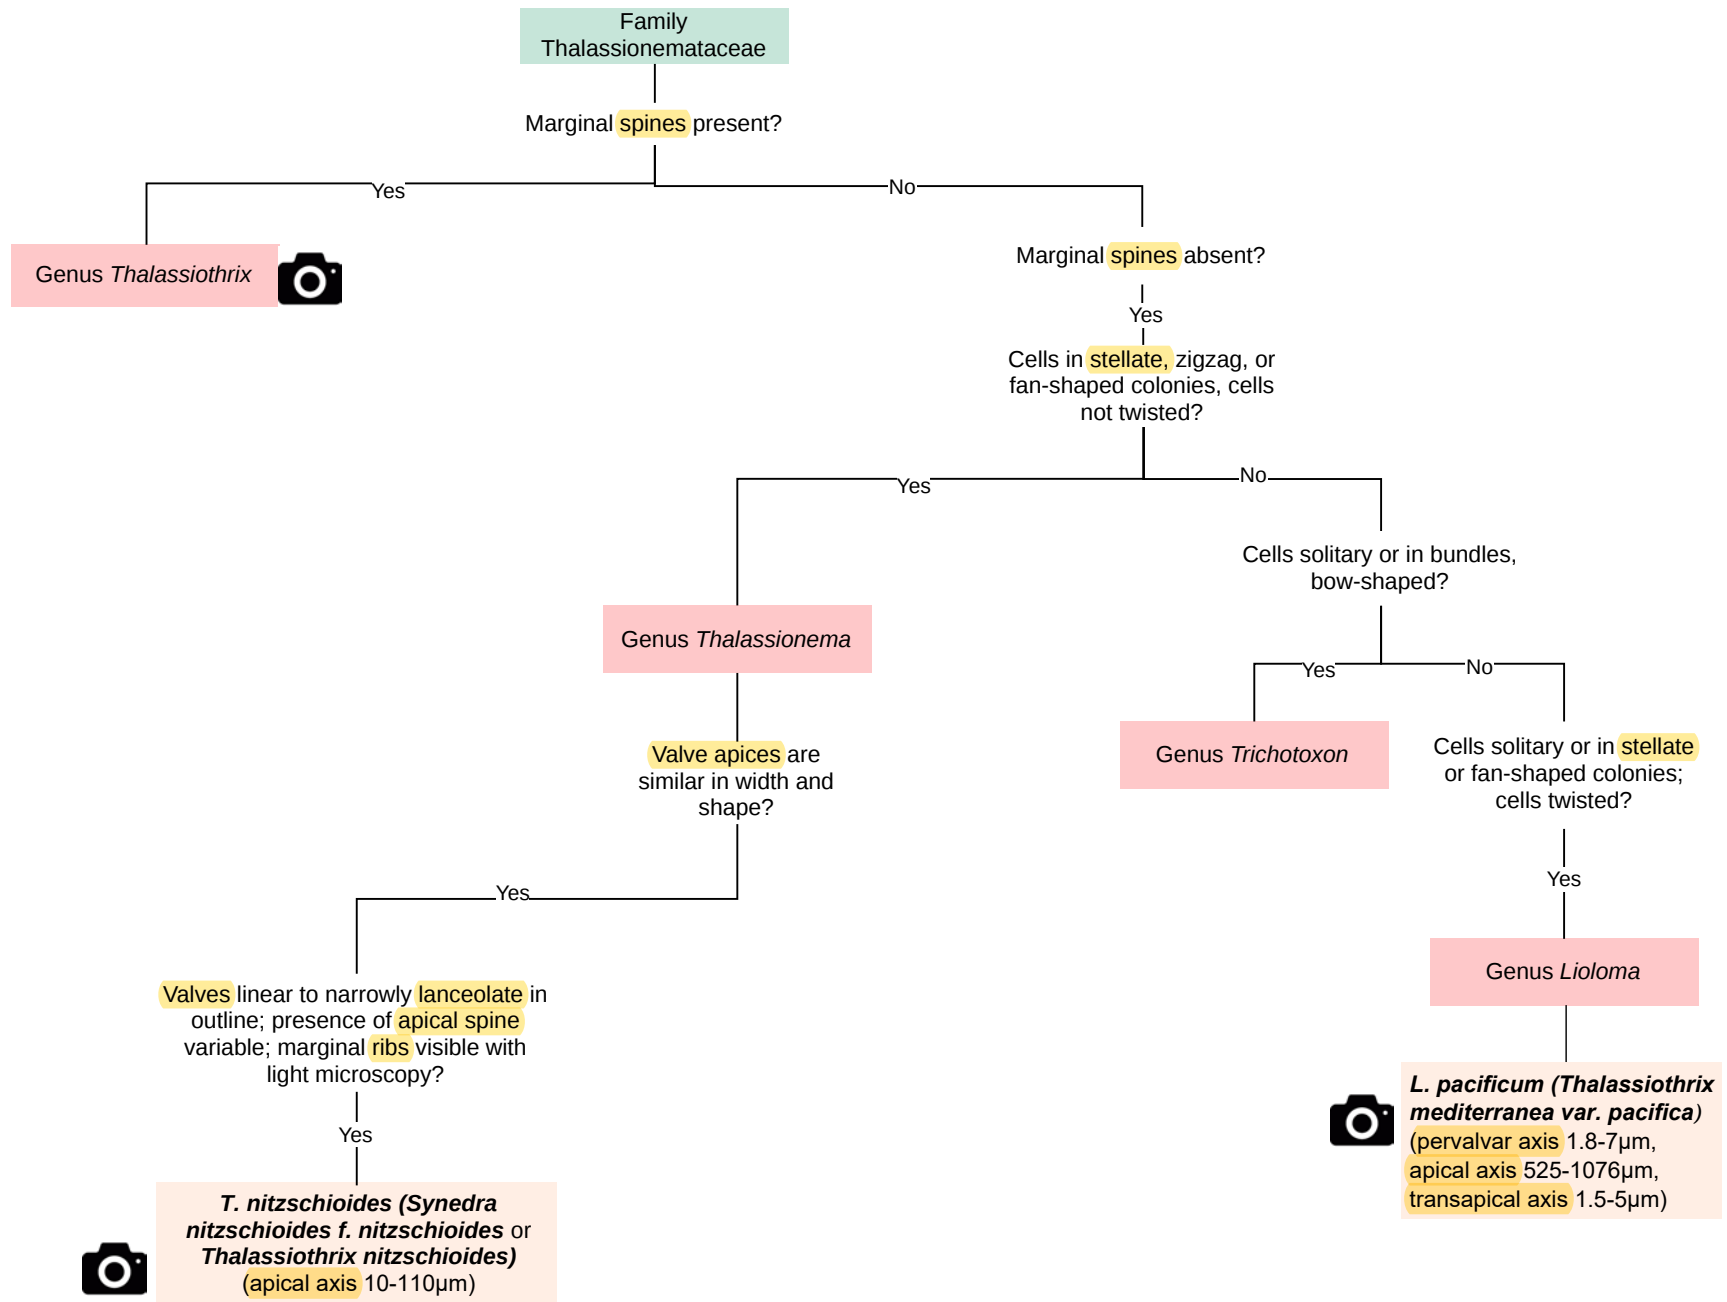 Family
Thalassionemataceae
Marginal spines present?
Yes
No
Genus Thalassiothrix
Marginal spines absent?
Yes
Cells in stellate, zigzag, or
fan-shaped colonies, cells
not twisted?
Yes
No
Cells solitary or in bundles,
bow-shaped?
Genus Thalassionema
Yes
No
Genus Trichotoxon
Cells solitary or in stellate
or fan-shaped colonies;
cells twisted?
Valve apices are
similar in width and
shape?
Yes
Yes
Genus Lioloma
Valves linear to narrowly lanceolate in
outline; presence of apical spine
variable; marginal ribs visible with
light microscopy?
Yes
L. pacificum (Thalassiothrix
mediterranea var. pacifica)
(pervalvar axis 1.8-7µm,
apical axis 525-1076µm,
transapical axis 1.5-5µm)
T. nitzschioides (Synedra
nitzschioides f. nitzschioides or
Thalassiothrix nitzschioides)
(apical axis 10-110µm)